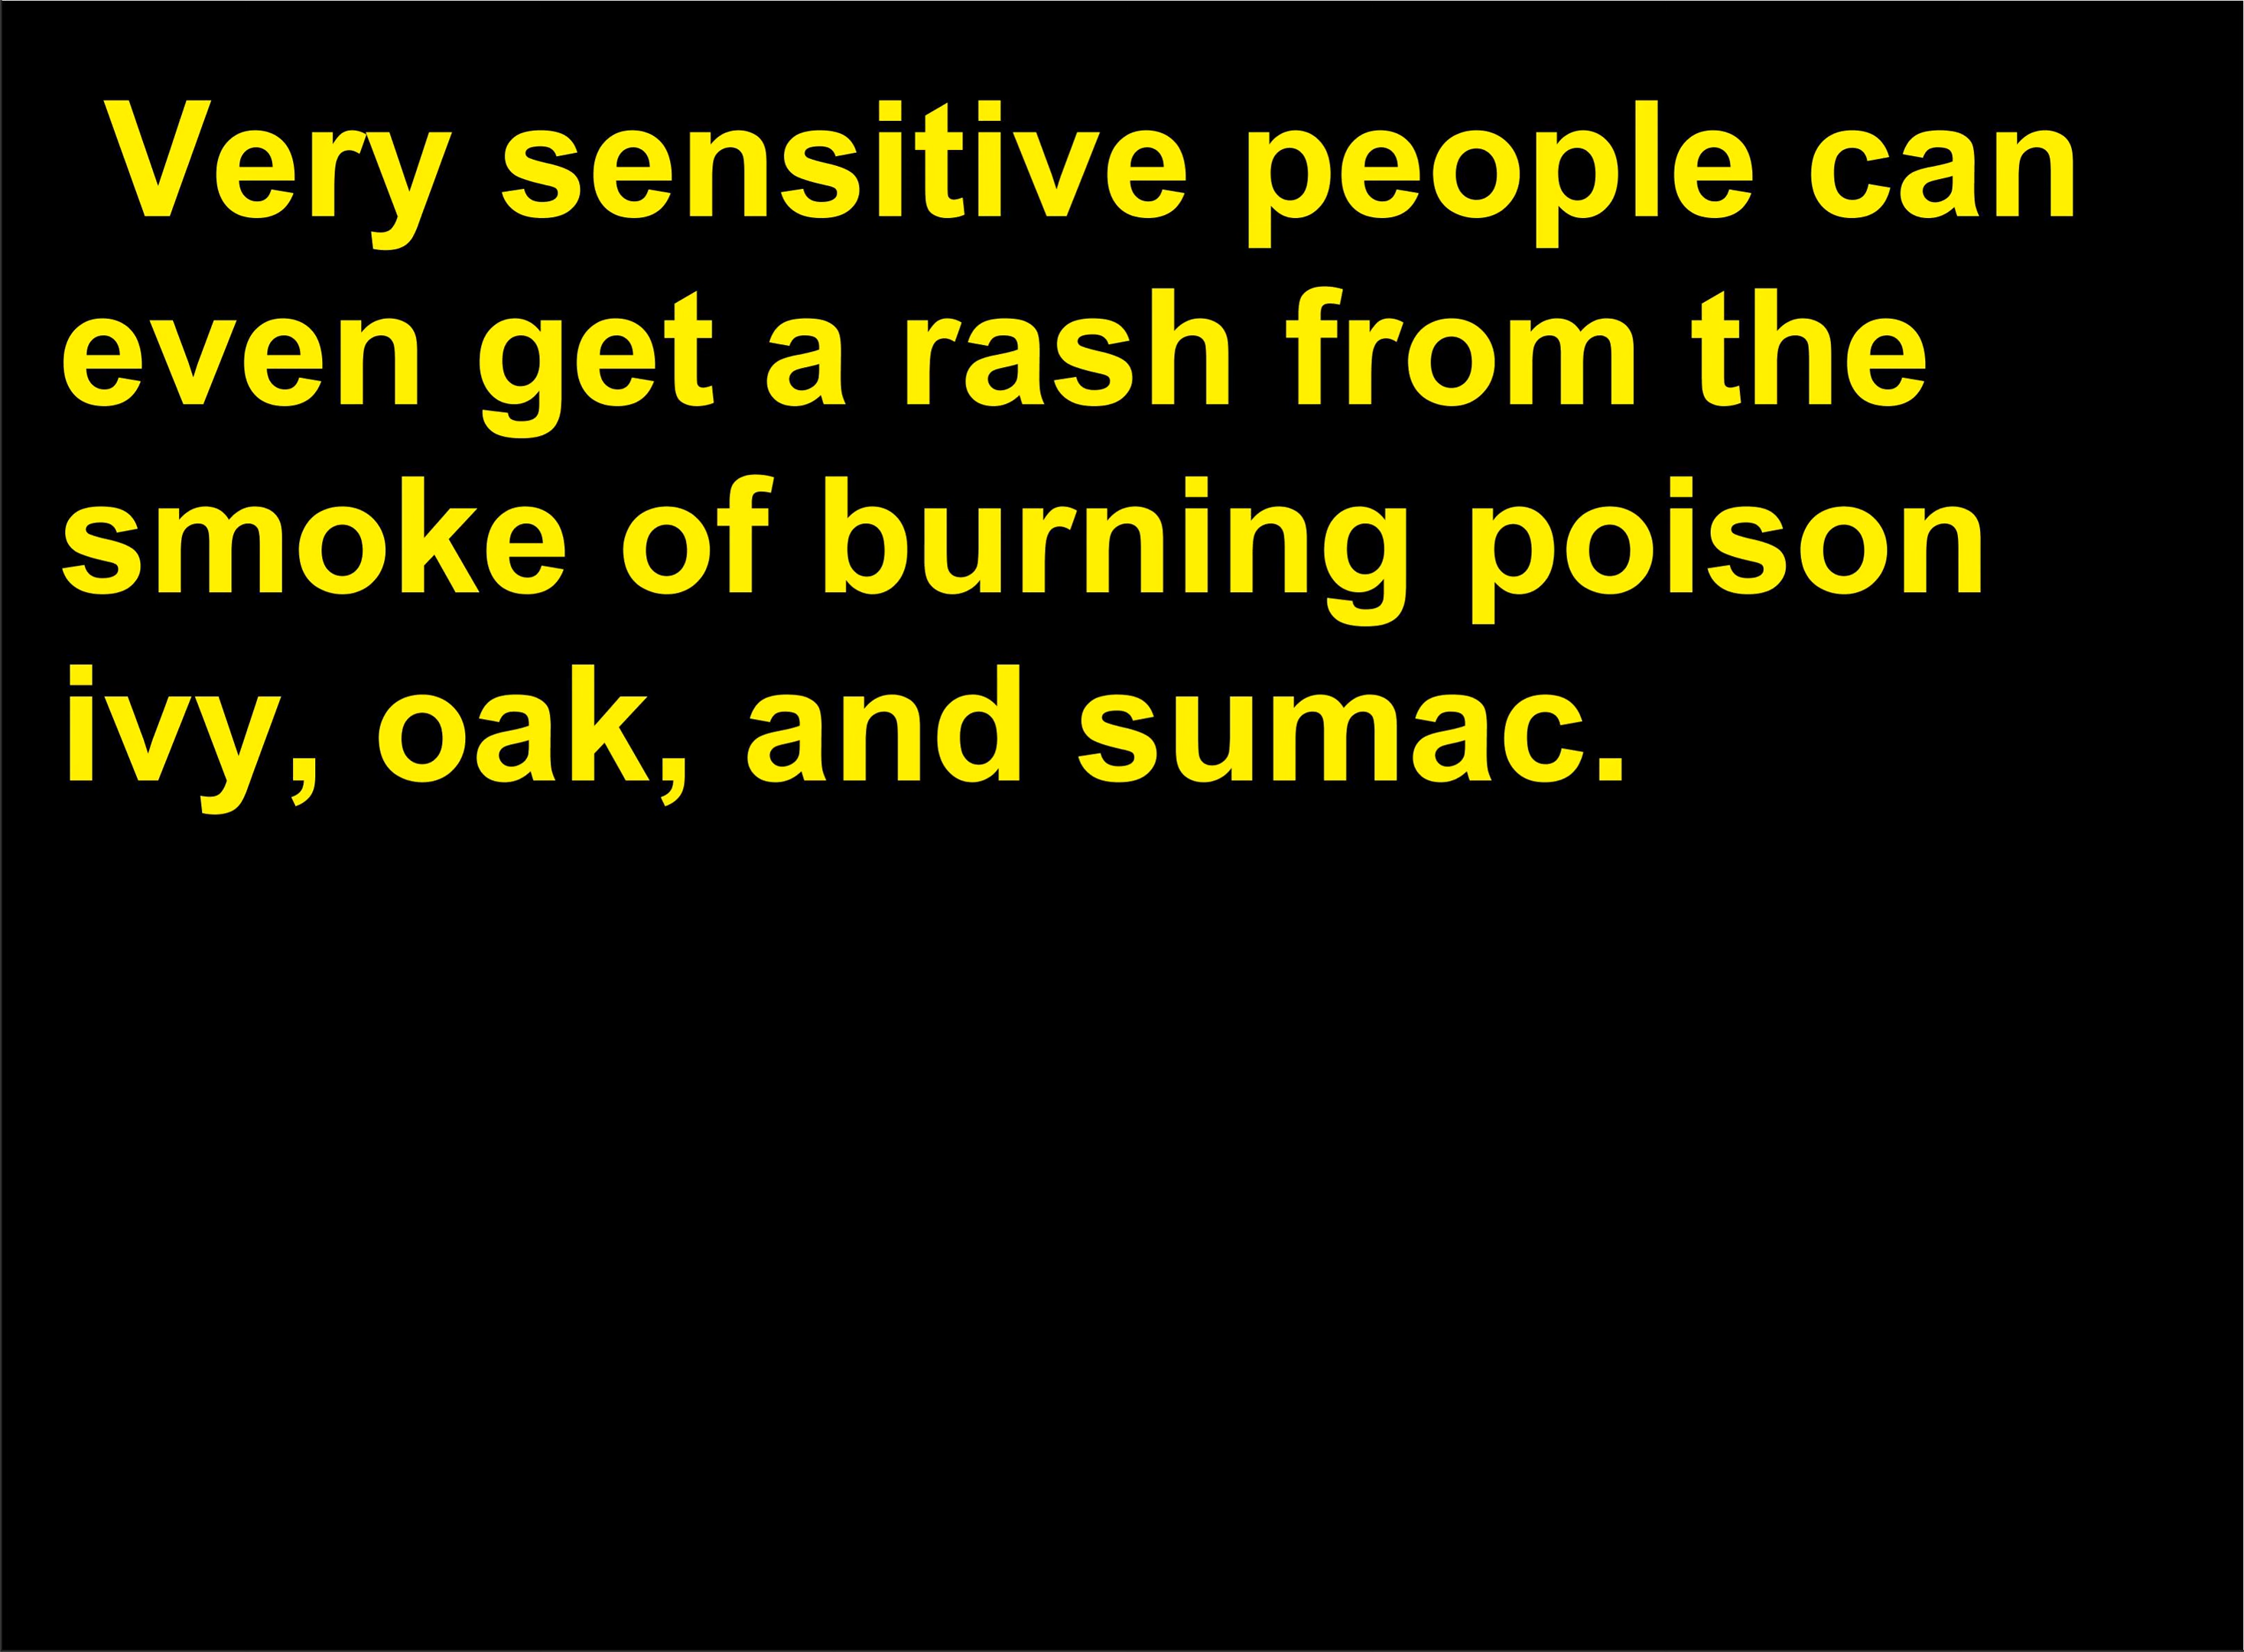 Very sensitive people can
even get a rash from the
smoke of burning poison
ivy, oak, and sumac.